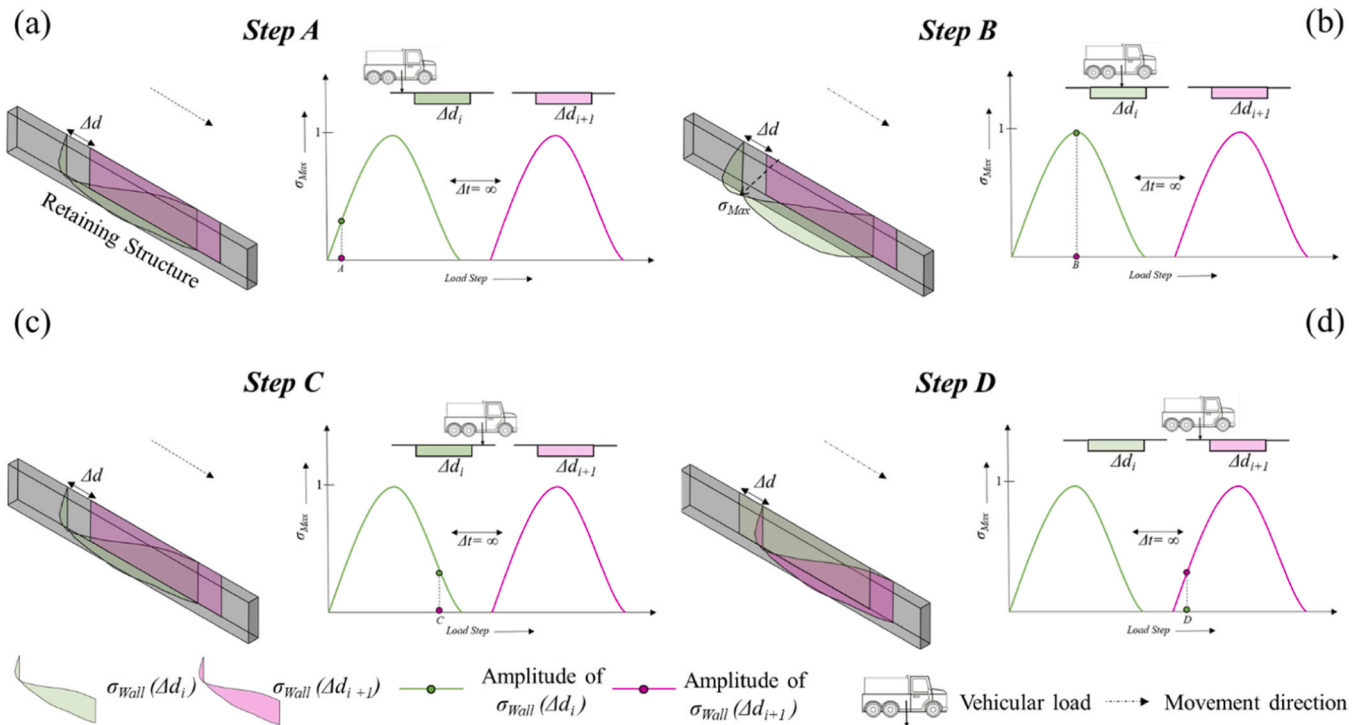 (a)
Step A
Δd
Retaining Structure
σMax
1
Δdi
Δdi+1
Δt= ∞
A
Load Step
(b)
Step B
Δd
σMax
σMax
1
Δdi
Δdi+1
Δt= ∞
B
Load Step
(c)
Step C
Δd
σMax
1
Δdi
Δdi+1
Δt= ∞
C
Load Step
(d)
Step D
Δd
σMax
1
Δdi
Δdi+1
Δt= ∞
D
Load Step
σWall (Δdi)
σWall (Δdi +1)
Amplitude of
σWall (Δdi)
Amplitude of
σWall (Δdi+1)
Vehicular load
Movement direction